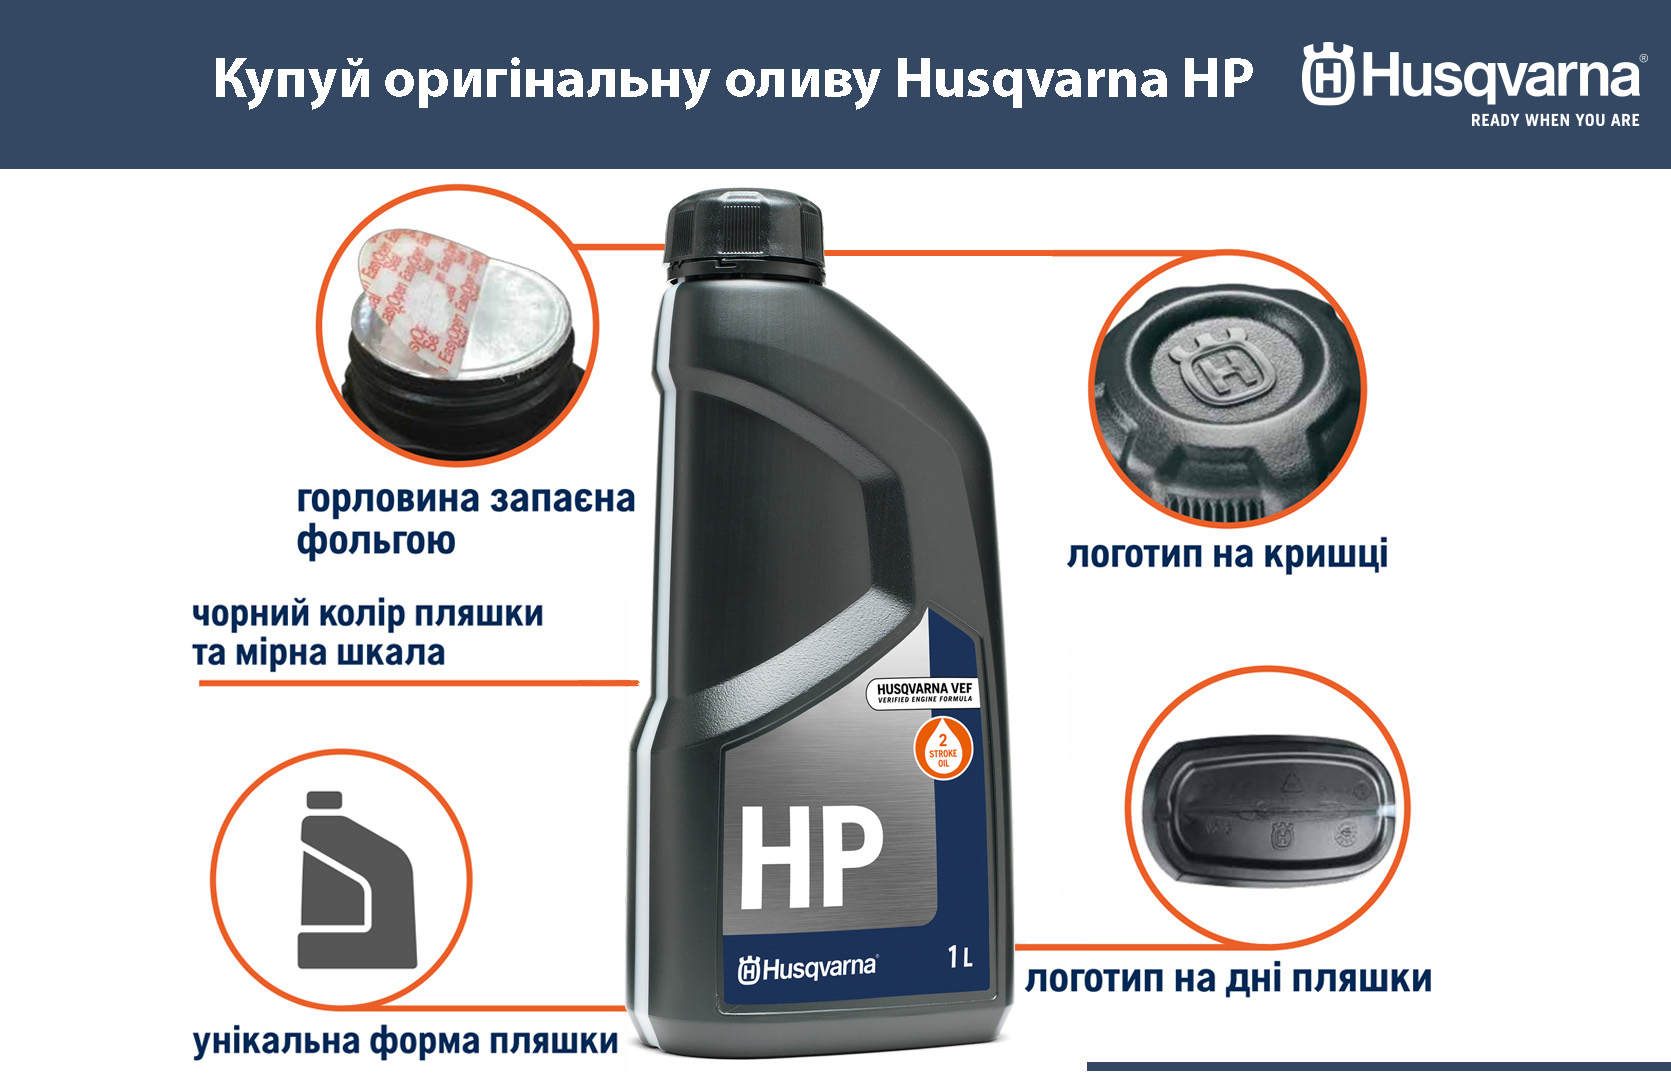 Купуй оригінальну оливу Husqvarna HP
Husqvarna®
READY WHEN YOU ARE
EasyOpen
горловина запаєна
фольгою
логотип на кришці
чорний колір пляшки
та мірна шкала
HUSQVARNA VEF
VERIFIED ENGINE FORMULA
2
STROKE
OIL
HP
Husqvarna
1 L
логотип на дні пляшки
унікальна форма пляшки